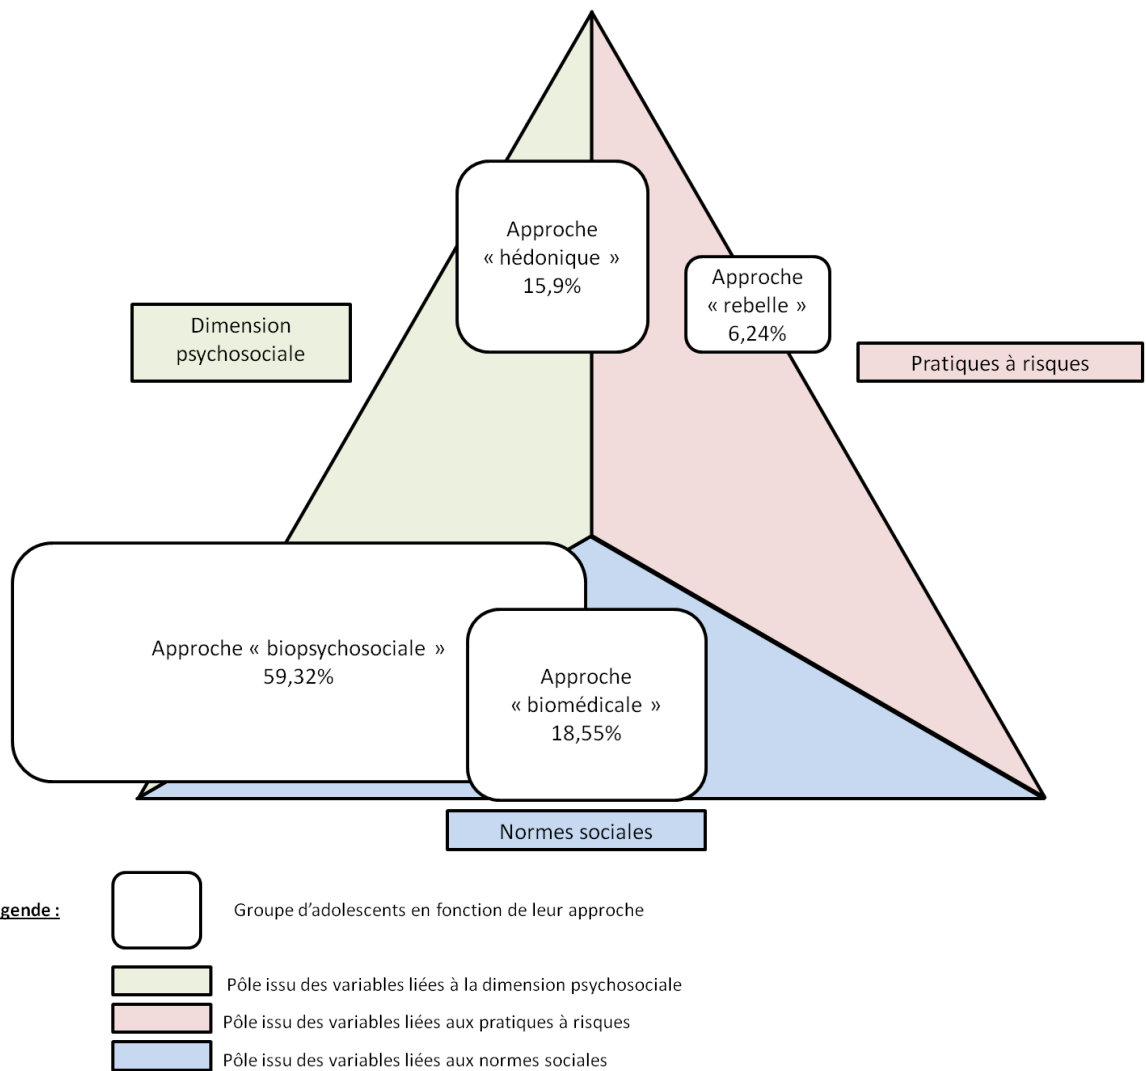 Approche
« hédonique »
15,9%
Approche
« rebelle »
6,24%
Dimension
psychosociale
Pratiques à risques
Approche « biopsychosociale »
59,32%
Approche
« biomédicale »
18,55%
Normes sociales
gende :
Groupe d’adolescents en fonction de leur approche
Pôle issu des variables liées à la dimension psychosociale
Pôle issu des variables liées aux pratiques à risques
Pôle issu des variables liées aux normes sociales